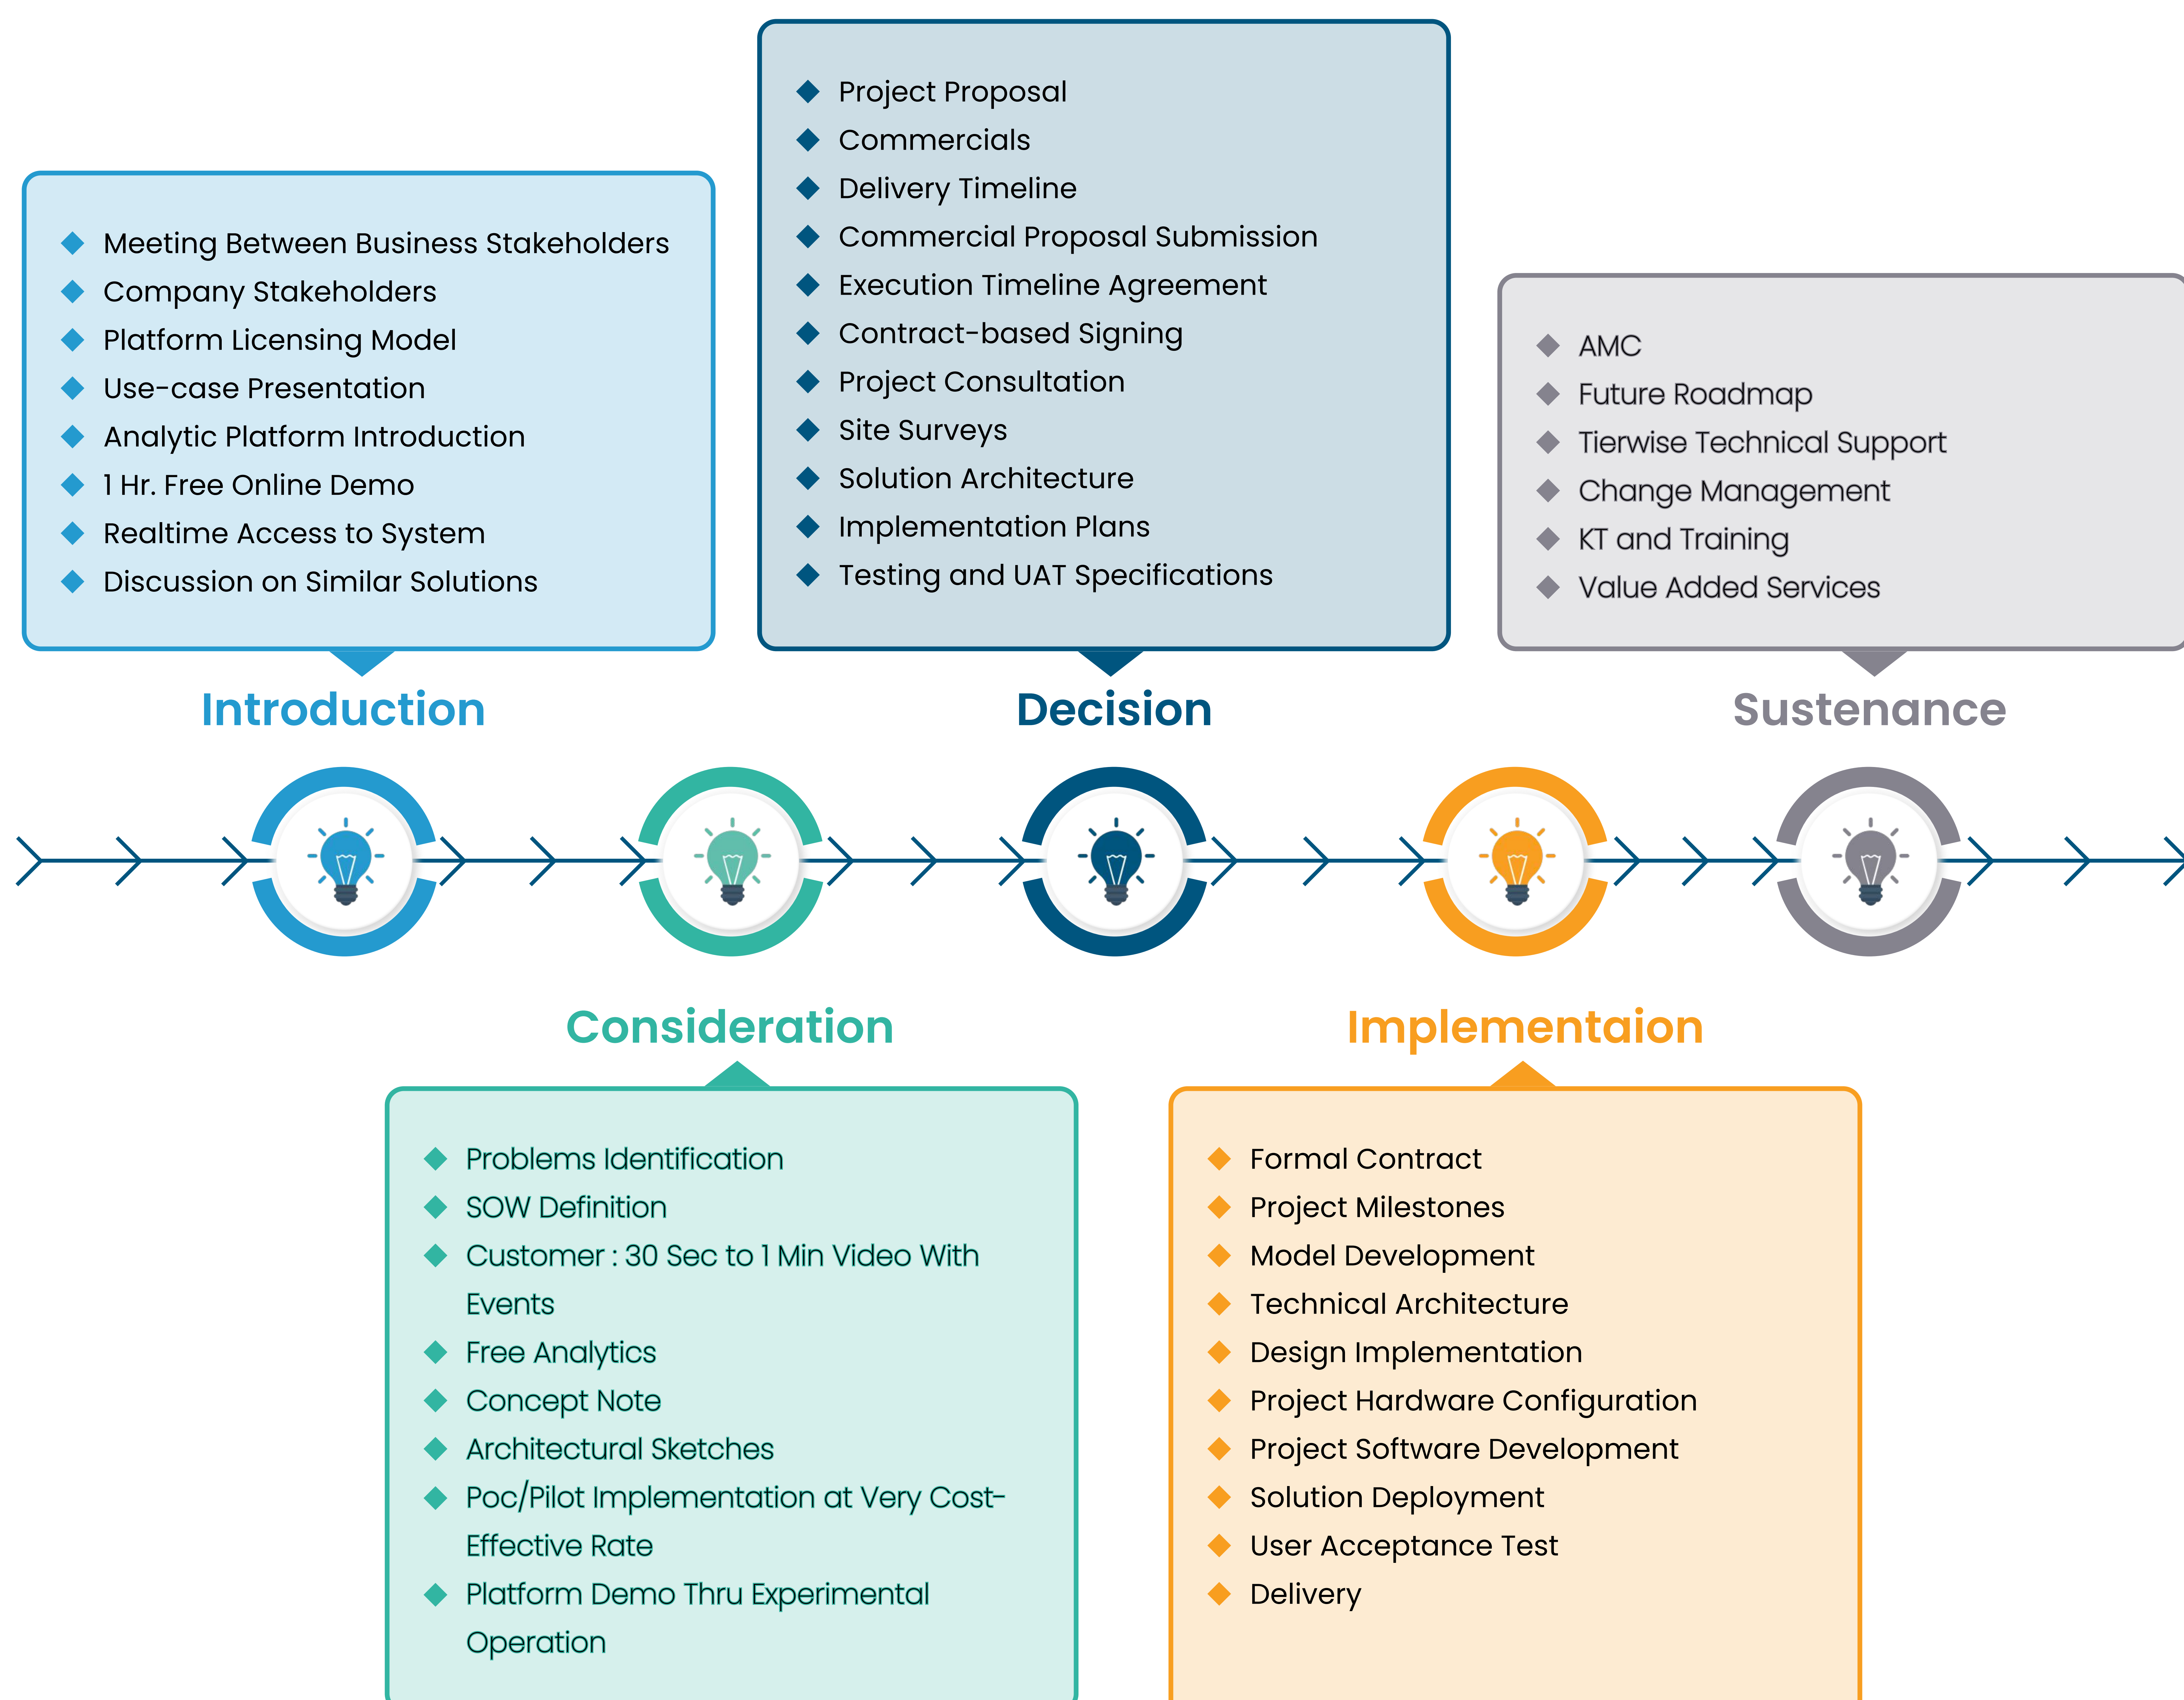 Meeting Between Business Stakeholders
Company Stakeholders
Platform Licensing Model
Use-case Presentation
Analytic Platform Introduction
1 Hr. Free Online Demo
Realtime Access to System
Discussion on Similar Solutions
Introduction
Problems Identification
SOW Definition
Customer : 30 Sec to 1 Min Video With
Events
Free Analytics
Concept Note
Architectural Sketches
Poc/Pilot Implementation at Very Cost-
Effective Rate
Platform Demo Thru Experimental
Operation
Consideration
Project Proposal
Commercials
Delivery Timeline
Commercial Proposal Submission
Execution Timeline Agreement
Contract-based Signing
Project Consultation
Site Surveys
Solution Architecture
Implementation Plans
Testing and UAT Specifications
Decision
Implementaion
Formal Contract
Project Milestones
Model Development
Technical Architecture
Design Implementation
Project Hardware Configuration
Project Software Development
Solution Deployment
User Acceptance Test
Delivery
AMC
Future Roadmap
Tierwise Technical Support
Change Management
KT and Training
Value Added Services
Sustenance